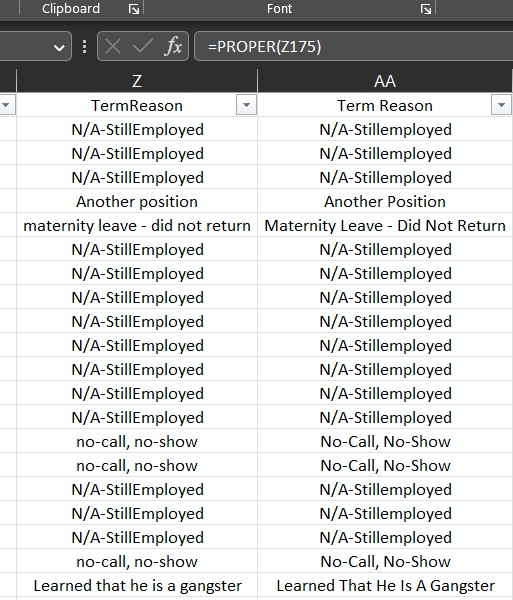 Clipboard Font
fx =PROPER(Z175)
Z AA
TermReason Term Reason
N/A-StillEmployed N/A-Stillemployed
N/A-StillEmployed N/A-Stillemployed
N/A-StillEmployed N/A-Stillemployed
Another position Another Position
maternity leave - did not return Maternity Leave - Did Not Return
N/A-StillEmployed N/A-Stillemployed
N/A-StillEmployed N/A-Stillemployed
N/A-StillEmployed N/A-Stillemployed
N/A-StillEmployed N/A-Stillemployed
N/A-StillEmployed N/A-Stillemployed
N/A-StillEmployed N/A-Stillemployed
N/A-StillEmployed N/A-Stillemployed
N/A-StillEmployed N/A-Stillemployed
no-call, no-show No-Call, No-Show
no-call, no-show No-Call, No-Show
N/A-StillEmployed N/A-Stillemployed
N/A-StillEmployed N/A-Stillemployed
N/A-StillEmployed N/A-Stillemployed
no-call, no-show No-Call, No-Show
Learned that he is a gangster Learned That He Is A Gangster